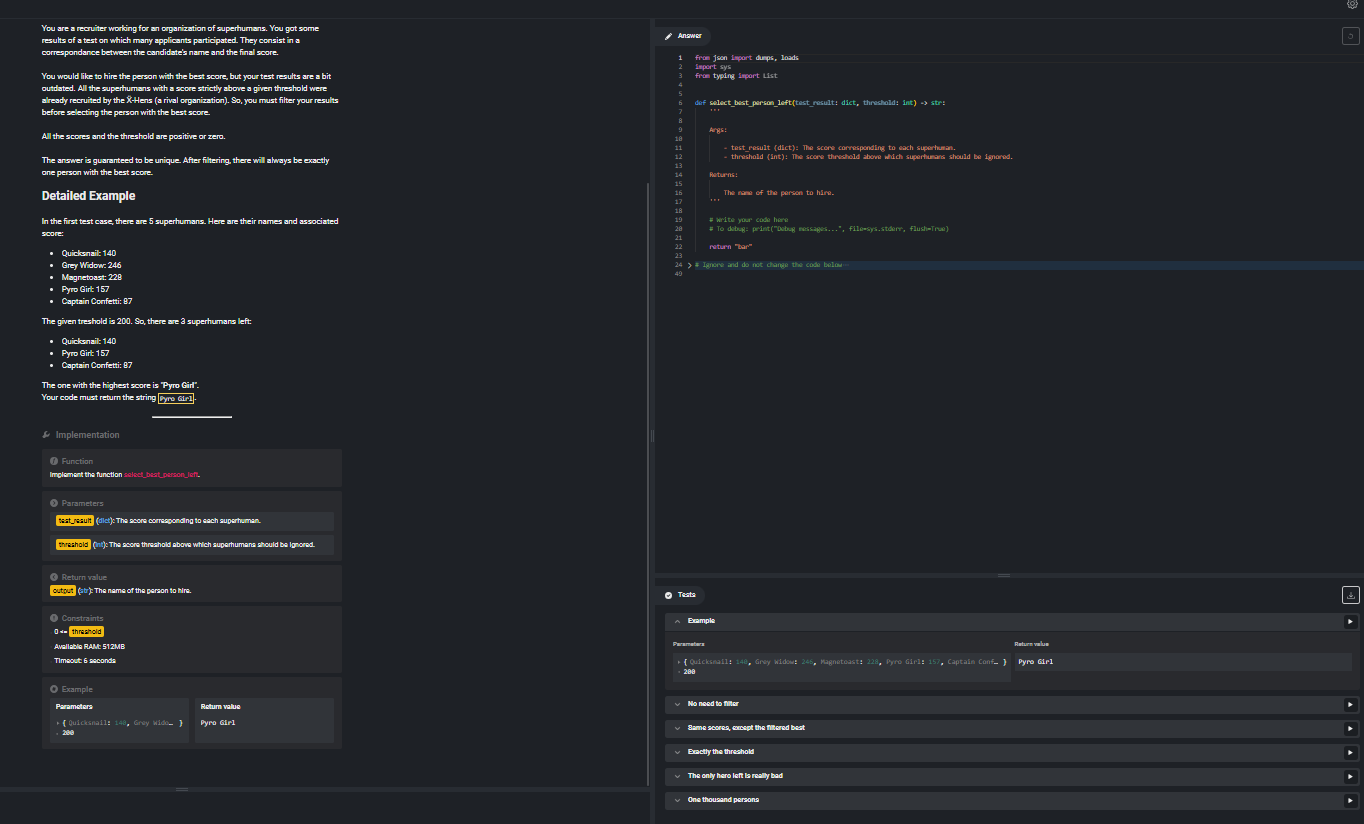 You are a recruiter working for an organization of superhumans. You got some
results of a test on which many applicants participated. They consist in a
correspondance between the candidate's name and the final score.
You would like to hire the person with the best score, but your test results are a bit
outdated. All the superhumans with a score strictly above a given threshold were
already recruited by the X̄-Hens (a rival organization). So, you must filter your results
before selecting the person with the best score.
All the scores and the threshold are positive or zero.
The answer is guaranteed to be unique. After filtering, there will always be exactly
one person with the best score.
Detailed Example
In the first test case, there are 5 superhumans. Here are their names and associated
score:
• Quicksnail: 140
• Grey Widow: 246
• Magnetoast: 228
• Pyro Girl: 157
• Captain Confetti: 87
The given treshold is 200. So, there are 3 superhumans left:
• Quicksnail: 140
• Pyro Girl: 157
• Captain Confetti: 87
The one with the highest score is "Pyro Girl".
Your code must return the string Pyro Girl.
Implementation
Function
Implement the function select_best_person_left.
Parameters
test_result (dict): The score corresponding to each superhuman.
threshold (int): The score threshold above which superhumans should be ignored.
Return value
output (str): The name of the person to hire.
Constraints
0 <= threshold
Available RAM: 512MB
Timeout: 6 seconds
Example
Parameters
{ Quicksnail: 140, Grey Wido… }
200
Return value
Pyro Girl
Answer
1 from json import dumps, loads
2 import sys
3 from typing import List
4
5
6 def select_best_person_left(test_result: dict, threshold: int) -> str:
7 '''
8
9 Args:
10
11 - test_result (dict): The score corresponding to each superhuman.
12 - threshold (int): The score threshold above which superhumans should be ignored.
13
14 Returns:
15
16 The name of the person to hire.
17 '''
18
19 # Write your code here
20 # To debug: print("Debug messages...", file=sys.stderr, flush=True)
21
22 return "bar"
23
24 # Ignore and do not change the code below…
49
Tests
Example
Parameters
{ Quicksnail: 140, Grey Widow: 246, Magnetoast: 228, Pyro Girl: 157, Captain Conf… }
200
Return value
Pyro Girl
No need to filter
Same scores, except the filtered best
Exactly the threshold
The only hero left is really bad
One thousand persons